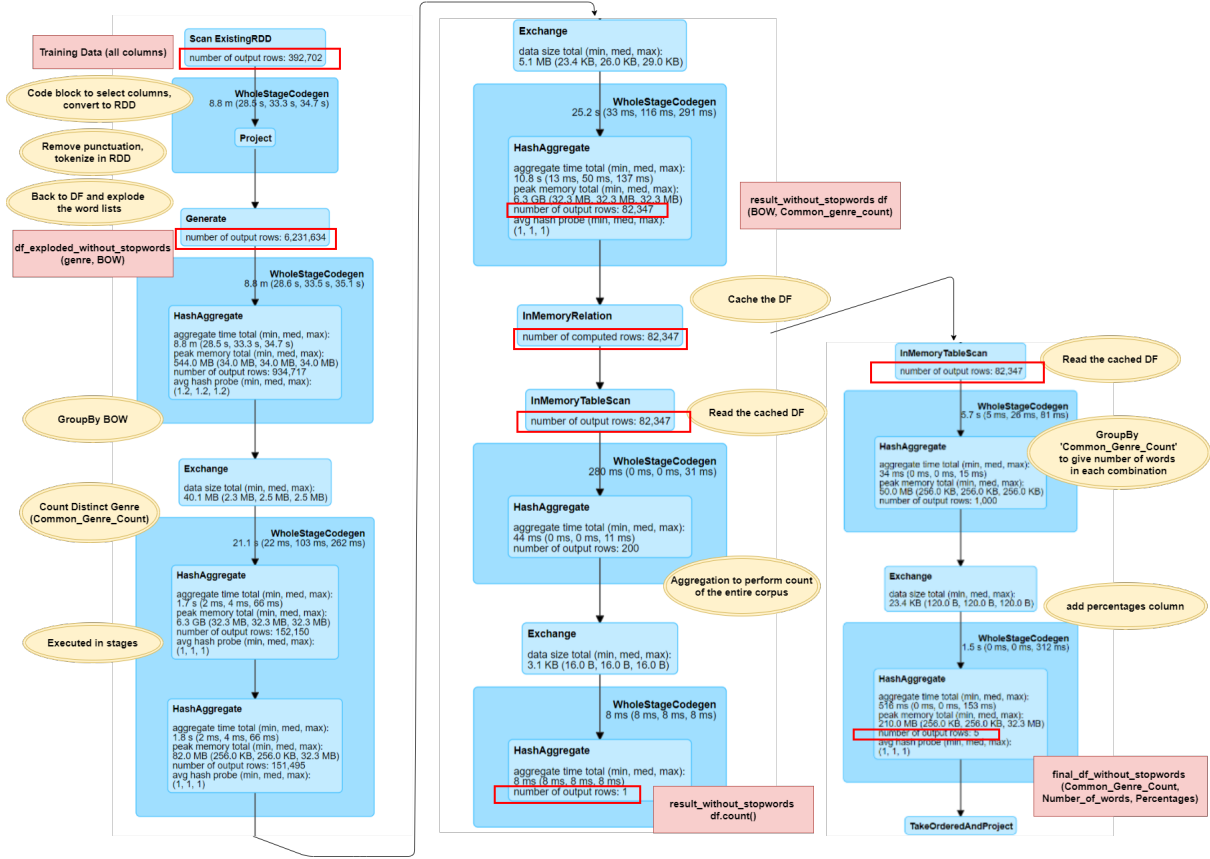 Training Data (all columns)
Scan ExistingRDD
number of output rows: 392,702
Code block to select columns,
convert to RDD
WholeStageCodegen
8.8 m (28.5 s, 33.3 s, 34.7 s)
Project
Remove punctuation,
tokenize in RDD
Back to DF and explode
the word lists
Generate
number of output rows: 6,231,634
df_exploded_without_stopwords
(genre, BOW)
WholeStageCodegen
8.8 m (28.6 s, 33.5 s, 35.1 s)
HashAggregate
aggregate time total (min, med, max):
8.8 m (28.5 s, 33.3 s, 34.7 s)
peak memory total (min, med, max):
544.0 MB (34.0 MB, 34.0 MB, 34.0 MB)
number of output rows: 934,717
avg hash probe (min, med, max):
(1.2, 1.2, 1.2)
GroupBy BOW
Exchange
data size total (min, med, max):
40.1 MB (2.3 MB, 2.5 MB, 2.5 MB)
Count Distinct Genre
(Common_Genre_Count)
WholeStageCodegen
21.1 s (22 ms, 103 ms, 262 ms)
HashAggregate
aggregate time total (min, med, max):
1.7 s (2 ms, 4 ms, 66 ms)
peak memory total (min, med, max):
6.3 GB (32.3 MB, 32.3 MB, 32.3 MB)
number of output rows: 152,150
avg hash probe (min, med, max):
(1, 1, 1)
Executed in stages
HashAggregate
aggregate time total (min, med, max):
1.8 s (2 ms, 4 ms, 66 ms)
peak memory total (min, med, max):
82.0 MB (256.0 KB, 256.0 KB, 32.3 MB)
number of output rows: 151,495
avg hash probe (min, med, max):
(1, 1, 1)
Exchange
data size total (min, med, max):
5.1 MB (23.4 KB, 26.0 KB, 29.0 KB)
WholeStageCodegen
25.2 s (33 ms, 116 ms, 291 ms)
HashAggregate
aggregate time total (min, med, max):
10.8 s (13 ms, 50 ms, 137 ms)
peak memory total (min, med, max):
6.3 GB (32.3 MB, 32.3 MB, 32.3 MB)
number of output rows: 82,347
avg hash probe (min, med, max):
(1, 1, 1)
result_without_stopwords df
(BOW, Common_genre_count)
Cache the DF
InMemoryRelation
number of computed rows: 82,347
InMemoryTableScan
number of output rows: 82,347
Read the cached DF
WholeStageCodegen
280 ms (0 ms, 0 ms, 31 ms)
HashAggregate
aggregate time total (min, med, max):
44 ms (0 ms, 0 ms, 11 ms)
number of output rows: 200
Aggregation to perform count
of the entire corpus
Exchange
data size total (min, med, max):
3.1 KB (16.0 B, 16.0 B, 16.0 B)
WholeStageCodegen
8 ms (8 ms, 8 ms, 8 ms)
HashAggregate
aggregate time total (min, med, max):
8 ms (8 ms, 8 ms, 8 ms)
number of output rows: 1
result_without_stopwords
df.count()
InMemoryTableScan
number of output rows: 82,347
Read the cached DF
WholeStageCodegen
5.7 s (5 ms, 26 ms, 81 ms)
GroupBy
'Common_Genre_Count'
to give number of words
in each combination
HashAggregate
aggregate time total (min, med, max):
34 ms (0 ms, 0 ms, 15 ms)
peak memory total (min, med, max):
50.0 MB (256.0 KB, 256.0 KB, 256.0 KB)
number of output rows: 1,000
Exchange
data size total (min, med, max):
23.4 KB (120.0 B, 120.0 B, 120.0 B)
add percentages column
WholeStageCodegen
1.5 s (0 ms, 0 ms, 312 ms)
HashAggregate
aggregate time total (min, med, max):
516 ms (0 ms, 0 ms, 153 ms)
peak memory total (min, med, max):
210.0 MB (256.0 KB, 256.0 KB, 32.3 MB)
number of output rows: 5
avg hash probe (min, med, max):
(1, 1, 1)
final_df_without_stopwords
(Common_Genre_Count,
Number_of_words, Percentages)
TakeOrderedAndProject